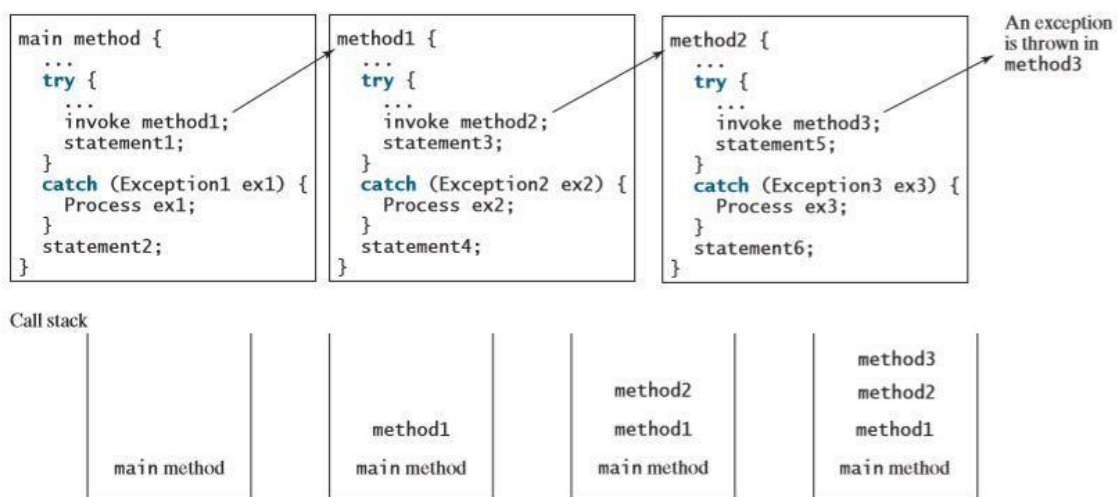 main method {
...
try {
...
invoke method1;
statement1;
}
catch (Exception1 ex1) {
Process ex1;
}
statement2;
}
method1 {
...
try {
...
invoke method2;
statement3;
}
catch (Exception2 ex2) {
Process ex2;
}
statement4;
}
method2 {
...
try {
...
invoke method3;
statement5;
}
catch (Exception3 ex3) {
Process ex3;
}
statement6;
}
An exception
is thrown in
method3
Call stack
main method
method1
main method
method2
method1
main method
method3
method2
method1
main method